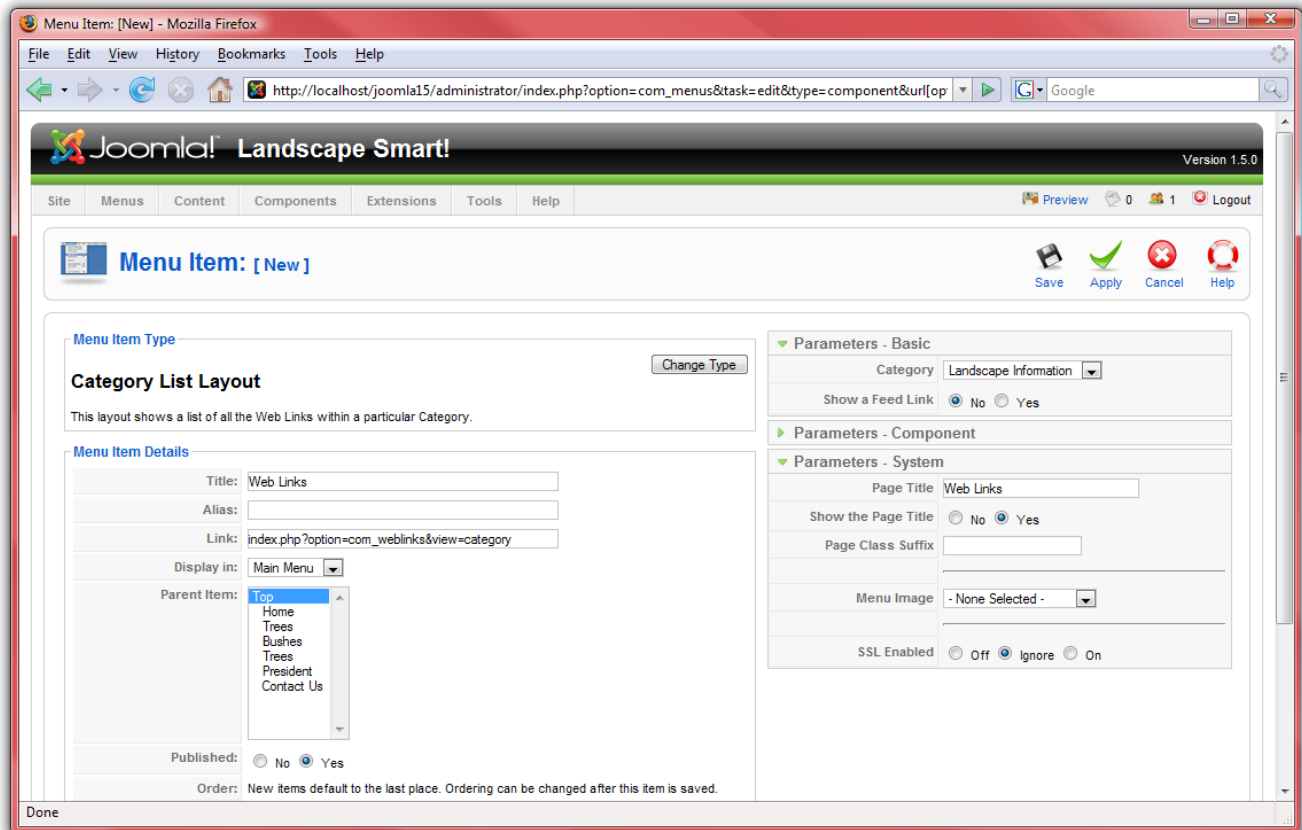 Menu Item: [New] - Mozilla Firefox
File Edit View History Bookmarks Tools Help
http://localhost/joomla15/administrator/index.php?option=com_menus&task=edit&type=component&url[op
G Google
Joomla!™ Landscape Smart!
Version 1.5.0
Site Menus Content Components Extensions Tools Help Preview 0 1 Logout
Menu Item: [ New ]
Save Apply Cancel Help
Menu Item Type
Change Type
Category List Layout
This layout shows a list of all the Web Links within a particular Category.
Menu Item Details
Title: Web Links
Alias:
Link: index.php?option=com_weblinks&view=category
Display in: Main Menu
Parent Item: Top
Home
Trees
Bushes
Trees
President
Contact Us
Published: No Yes
Order: New items default to the last place. Ordering can be changed after this item is saved.
Parameters - Basic
Category Landscape Information
Show a Feed Link No Yes
Parameters - Component
Parameters - System
Page Title Web Links
Show the Page Title No Yes
Page Class Suffix
Menu Image - None Selected -
SSL Enabled Off Ignore On
Done